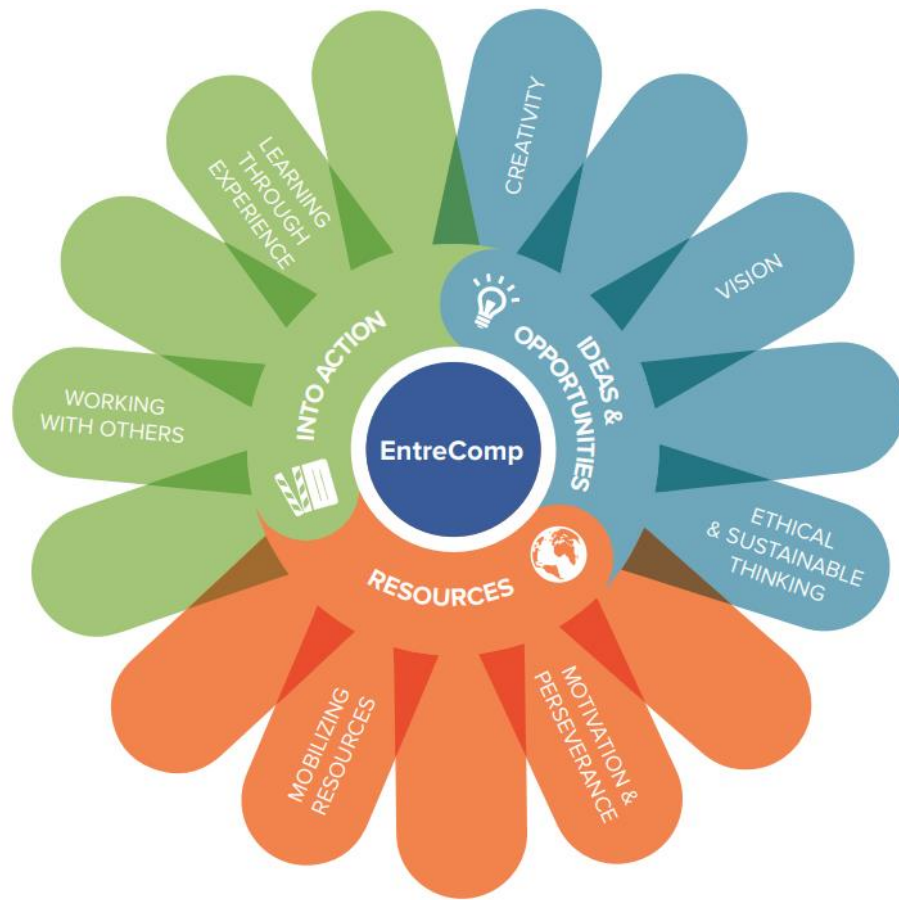 EntreComp
IDEAS &
OPPORTUNITIES
CREATIVITY
VISION
ETHICAL
& SUSTAINABLE
THINKING
RESOURCES
MOTIVATION &
PERSEVERANCE
MOBILIZING
RESOURCES
INTO ACTION
WORKING
WITH OTHERS
LEARNING
THROUGH
EXPERIENCE